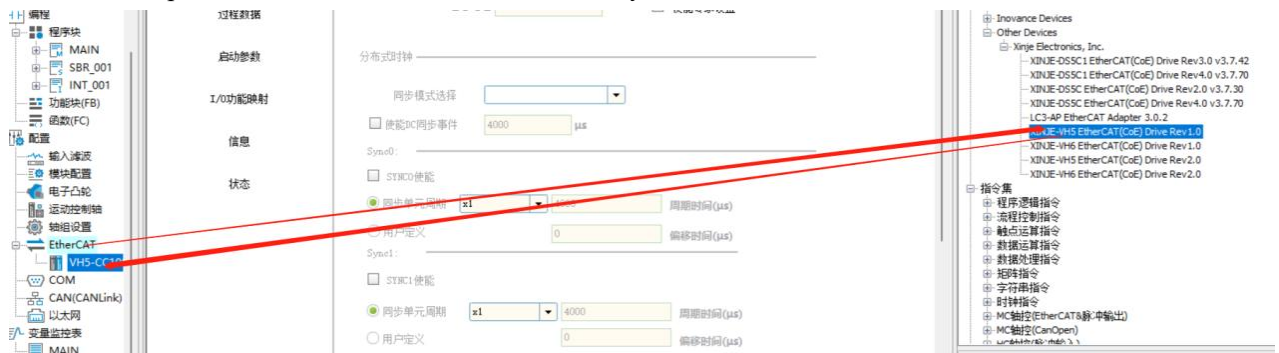 编程
程序块
MAIN
SBR_001
INT_001
功能块(FB)
函数(FC)
配置
输入滤波
模块配置
电子凸轮
运动控制轴
轴组设置
EtherCAT
VH5-CC10
COM
CAN(CANLink)
以太网
变量监控表
MAIN
过程数据
启动参数
I/O功能映射
信息
状态
分布式时钟
同步模式选择
使能DC同步事件 4000 μs
Sync0:
SYNC0使能
同步单元周期 x1 4000 周期时间(μs)
用户定义 0 偏移时间(μs)
Sync1:
SYNC1使能
同步单元周期 x1 4000 周期时间(μs)
用户定义 0 偏移时间(μs)
Inovance Devices
Other Devices
Xinje Electronics, Inc.
XINJE-DS5C1 EtherCAT(CoE) Drive Rev3.0 v3.7.42
XINJE-DS5C1 EtherCAT(CoE) Drive Rev4.0 v3.7.70
XINJE-DS5C EtherCAT(CoE) Drive Rev2.0 v3.7.30
XINJE-DS5C EtherCAT(CoE) Drive Rev4.0 v3.7.70
LC3-AP EtherCAT Adapter 3.0.2
XINJE-VH5 EtherCAT(CoE) Drive Rev1.0
XINJE-VH6 EtherCAT(CoE) Drive Rev1.0
XINJE-VH5 EtherCAT(CoE) Drive Rev2.0
XINJE-VH6 EtherCAT(CoE) Drive Rev2.0
指令集
程序逻辑指令
流程控制指令
触点运算指令
数据运算指令
数据处理指令
矩阵指令
字符串指令
时钟指令
MC轴控(EtherCAT&脉冲输出)
MC轴控(CanOpen)